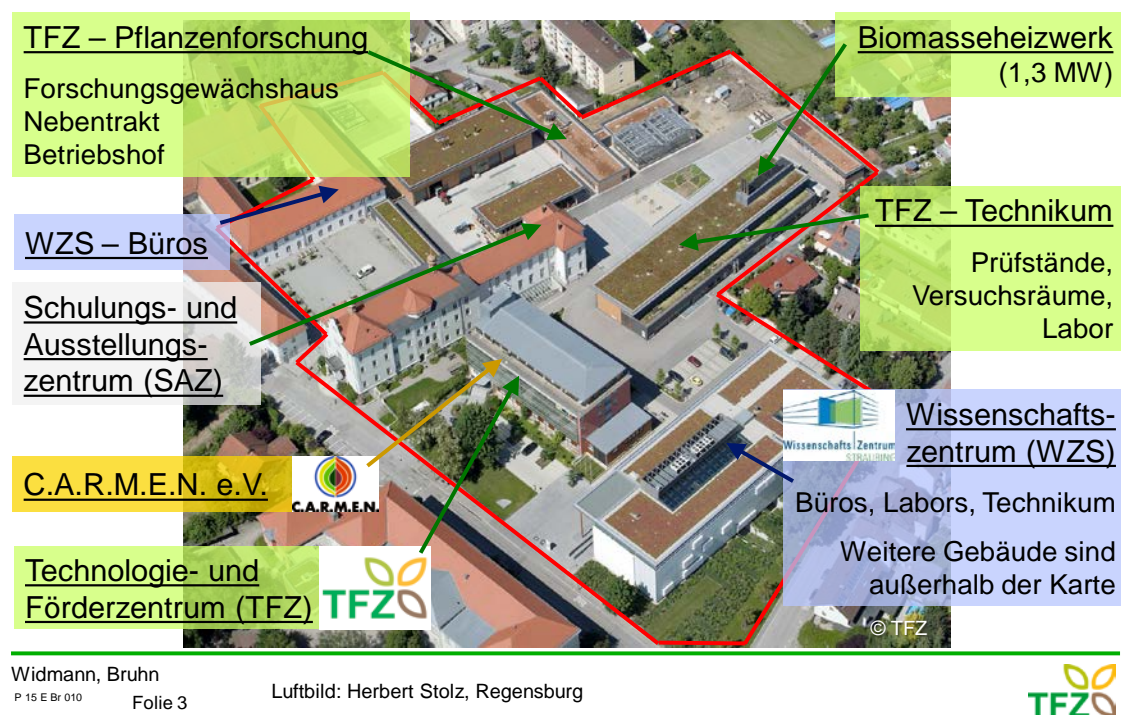 TFZ – Pflanzenforschung
Forschungsgewächshaus
Nebentrakt
Betriebshof
WZS – Büros
Schulungs- und
Ausstellungs-
zentrum (SAZ)
C.A.R.M.E.N. e.V.
C.A.R.M.E.N.
Technologie- und
Förderzentrum (TFZ)
TFZ
Biomasseheizwerk
(1,3 MW)
TFZ – Technikum
Prüfstände,
Versuchsräume,
Labor
Wissenschafts Zentrum
STRAUBING
Wissenschafts-
zentrum (WZS)
Büros, Labors, Technikum
Weitere Gebäude sind
außerhalb der Karte
© TFZ
Widmann, Bruhn
P 15 E Br 010
Folie 3
Luftbild: Herbert Stolz, Regensburg
TFZ